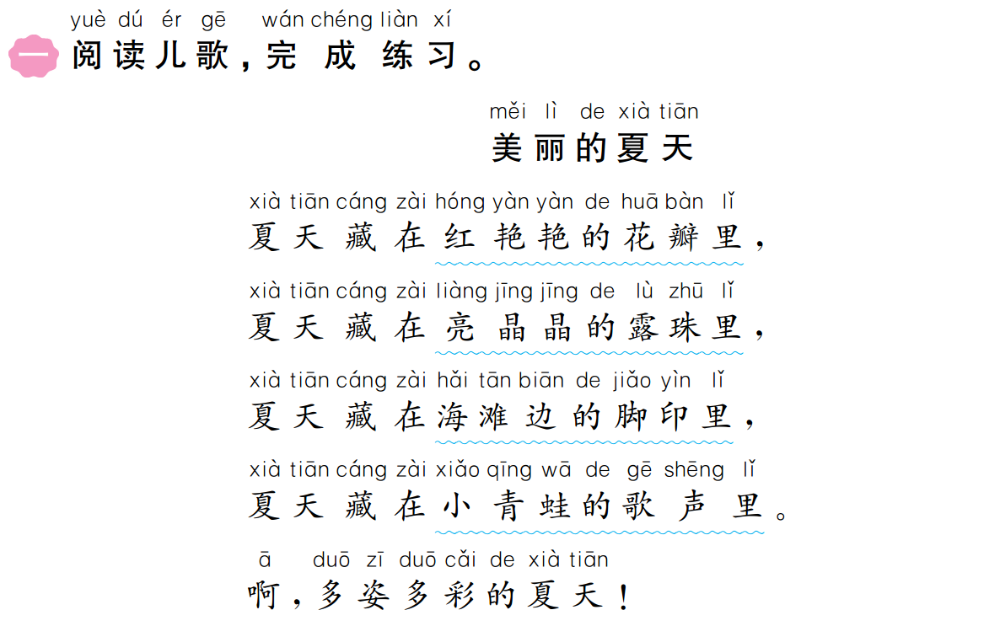 yuè dú ér gē wán chéng liàn xí
一 阅读儿歌，完成练习。
měi lì de xià tiān
美丽的夏天
xià tiān cáng zài hóng yàn yàn de huā bàn lǐ
夏天藏在红艳艳的花瓣里，
xià tiān cáng zài liàng jīng jīng de lù zhū lǐ
夏天藏在亮晶晶的露珠里，
xià tiān cáng zài hǎi tān biān de jiǎo yìn lǐ
夏天藏在海滩边的脚印里，
xià tiān cáng zài xiǎo qīng wā de gē shēng lǐ
夏天藏在小青蛙的歌声里。
ā duō zī duō cǎi de xià tiān
啊，多姿多彩的夏天！